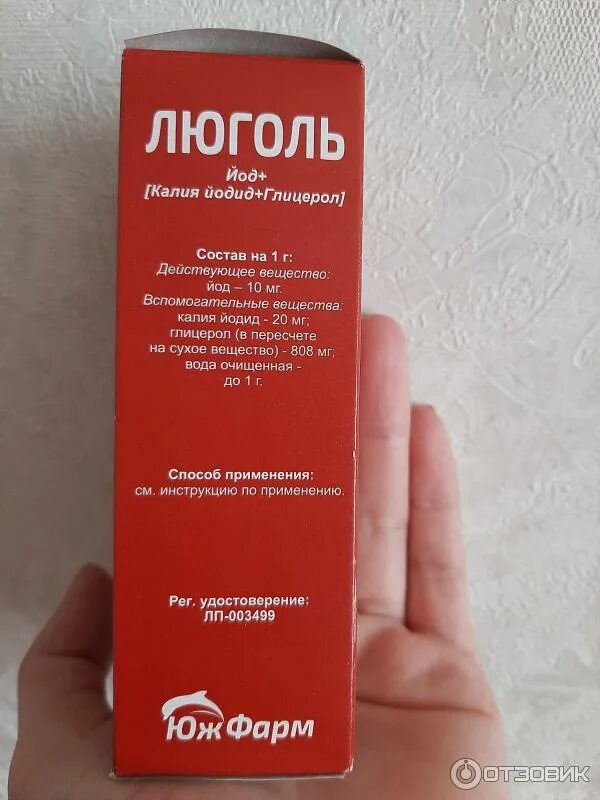 ЛЮГОЛЬ
Йод+
[Калия йодид+Глицерол]
Состав на 1 г:
Действующее вещество:
йод – 10 мг.
Вспомогательные вещества:
калия йодид - 20 мг;
глицерол (в пересчете
на сухое вещество) - 808 мг;
вода очищенная -
до 1 г.
Способ применения:
см. инструкцию по применению.
Рег. удостоверение:
ЛП-003499
ЮжФарм
ОТЗОВИК